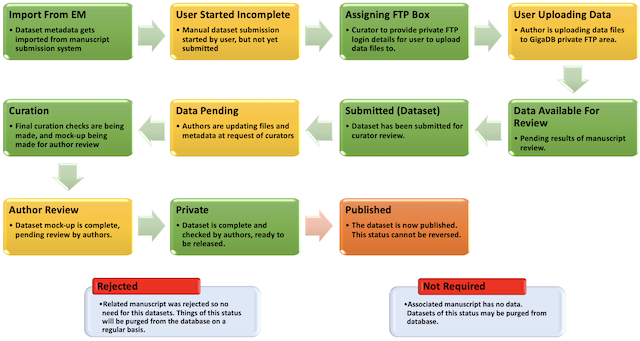 Import From EM
•Dataset metadata gets
imported from manuscript
submission system
User Started Incomplete
•Manual dataset submission
started by user, but not yet
submitted
Assigning FTP Box
•Curator to provide private FTP
login details for user to upload
data files to.
User Uploading Data
•Author is uploading data files
to GigaDB private FTP area.
Data Available For
Review
•Pending results of manuscript
review.
Submitted (Dataset)
•Dataset has been submitted for
curator review.
Data Pending
•Authors are updating files and
metadata at request of curators
Curation
•Final curation checks are being
made, and mock-up being
made for author review
Author Review
•Dataset mock-up is complete,
pending review by authors.
Private
•Dataset is complete and
checked by authors, ready to
be released.
Published
•The dataset is now published.
This status cannot be reversed.
Rejected
•Related manuscript was rejected so no
need for this datasets. Things of this status
will be purged from the database on a
regular basis.
Not Required
•Associated manuscript has no data.
Datasets of this status may be purged from
database.